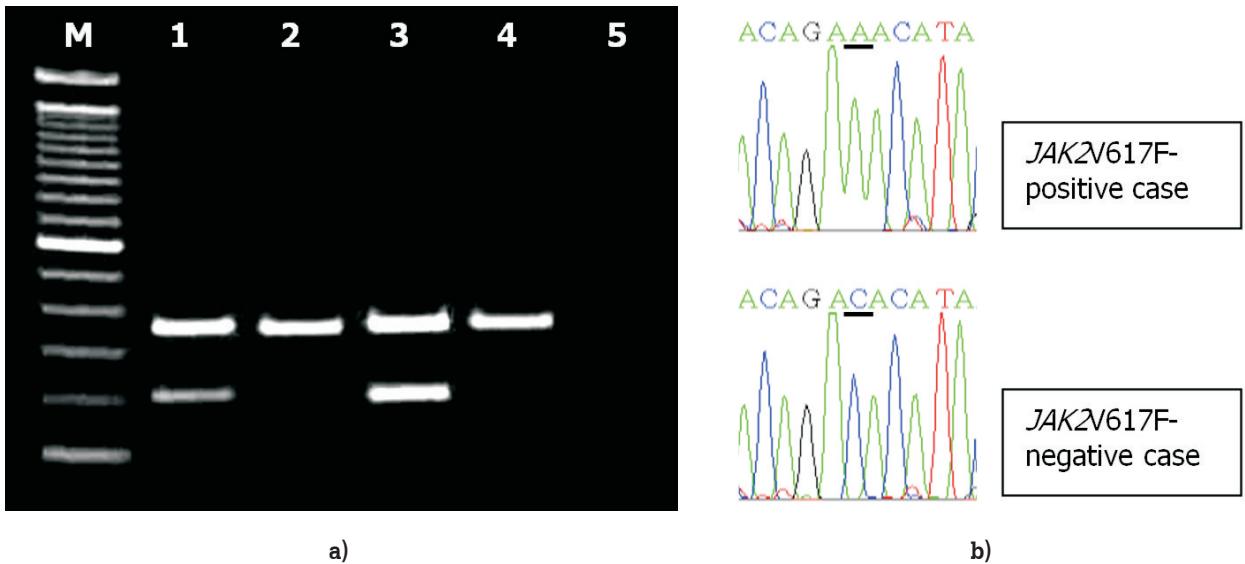 M 1 2 3 4 5
ACAGAAACATA
JAK2V617F-
positive case
ACAGACACATA
JAK2V617F-
negative case
a)
b)